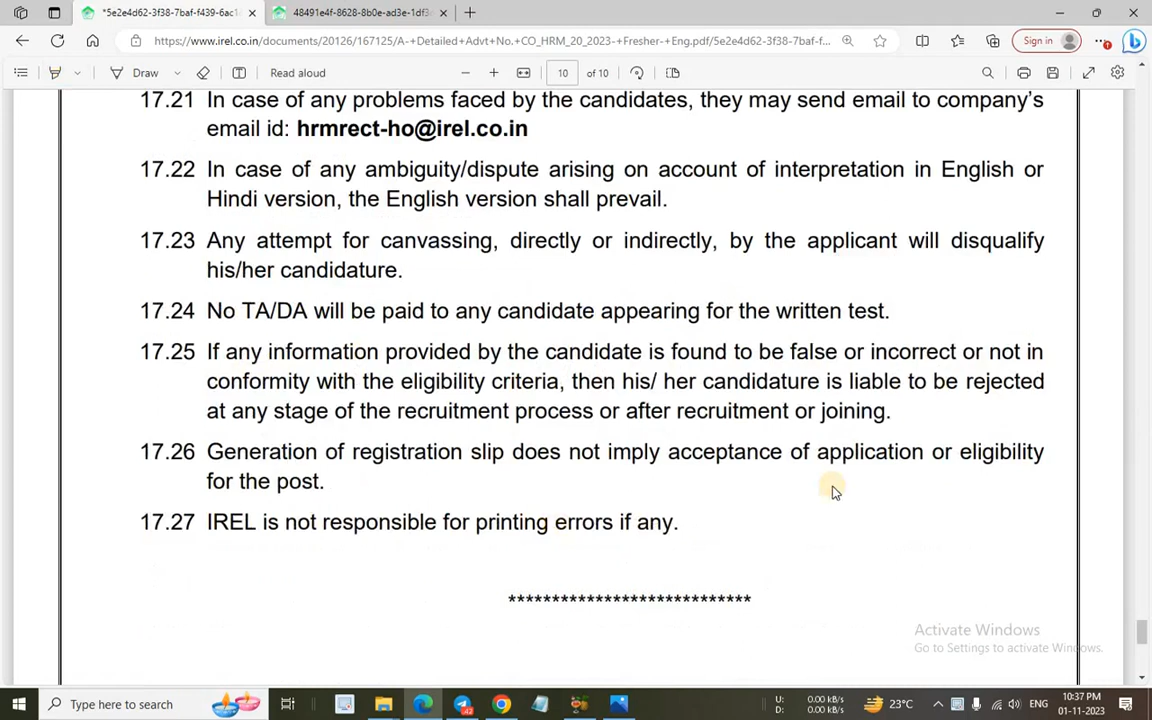 *5e2e4d62-3f38-7baf-f439-6ac1
48491e4f-8628-8b0e-ad3e-1df3
https://www.irel.co.in/documents/20126/167125/A-+Detailed+Advt+No.+CO_HRM_20_2023-+Fresher-+Eng.pdf/5e2e4d62-3f38-7baf-f...
Sign in
Draw
Read aloud
10 of 10
17.21 In case of any problems faced by the candidates, they may send email to company's
email id: hrmrect-ho@irel.co.in
17.22 In case of any ambiguity/dispute arising on account of interpretation in English or
Hindi version, the English version shall prevail.
17.23 Any attempt for canvassing, directly or indirectly, by the applicant will disqualify
his/her candidature.
17.24 No TA/DA will be paid to any candidate appearing for the written test.
17.25 If any information provided by the candidate is found to be false or incorrect or not in
conformity with the eligibility criteria, then his/ her candidature is liable to be rejected
at any stage of the recruitment process or after recruitment or joining.
17.26 Generation of registration slip does not imply acceptance of application or eligibility
for the post.
17.27 IREL is not responsible for printing errors if any.
***************************
Activate Windows
Go to Settings to activate Windows.
Type here to search
U: 0.00 kB/s
D: 0.00 kB/s
23°C
ENG
10:37 PM
01-11-2023